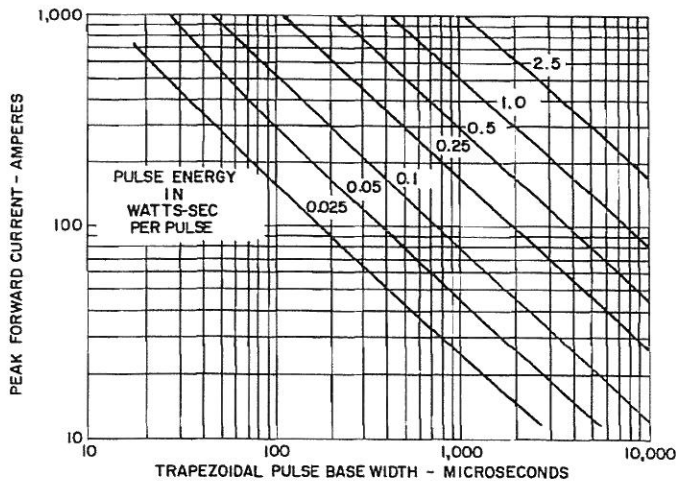 1,000
PEAK FORWARD CURRENT - AMPERES
2.5
1.0
0.5
0.25
0.1
0.05
0.025
PULSE ENERGY
IN
WATTS-SEC
PER PULSE
100
10
10
100
1,000
10,000
TRAPEZOIDAL PULSE BASE WIDTH - MICROSECONDS